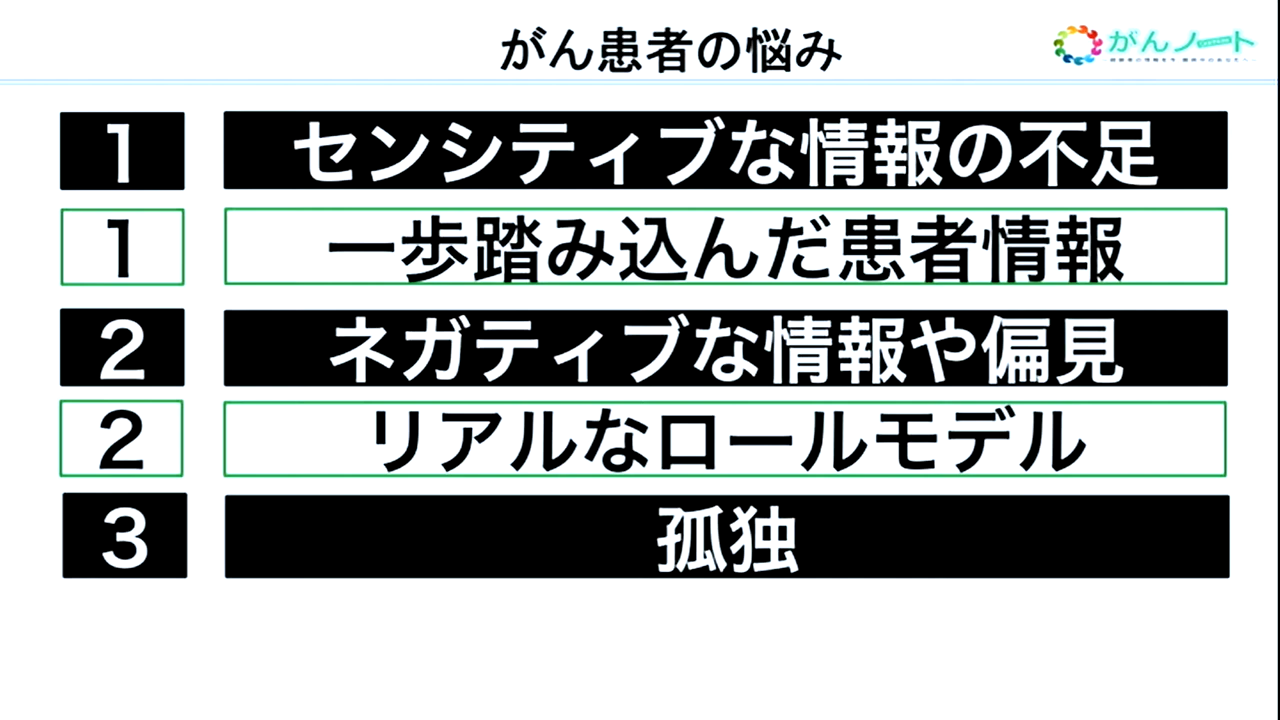 がん患者の悩み
がんノート
1
センシティブな情報の不足
1
一歩踏み込んだ患者情報
2
ネガティブな情報や偏見
2
リアルなロールモデル
3
孤独